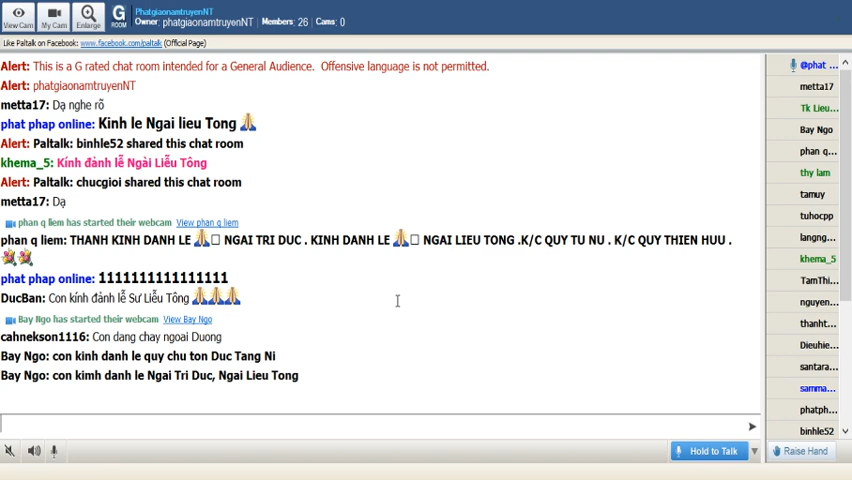 View Cam
My Cam
Enlarge
G
ROOM
PhatgiaonamtruyenNT
Owner: phatgiaonamtruyenNT Members: 26 Cams: 0
Like Paltalk on Facebook: www.facebook.com/paltalk (Official Page)
Alert: This is a G rated chat room intended for a General Audience. Offensive language is not permitted.
Alert: phatgiaonamtruyenNT
metta17: Dạ nghe rõ
phat phap online: Kinh le Ngai lieu Tong 🙏
Alert: Paltalk: binhle52 shared this chat room
khema_5: Kính đảnh lễ Ngài Liễu Tông
Alert: Paltalk: chucgioi shared this chat room
metta17: Dạ
phan q liem has started their webcam View phan q liem
phan q liem: THANH KINH DANH LE 🙏 NGAI TRI DUC . KINH DANH LE 🙏 NGAI LIEU TONG .K/C QUY TU NU . K/C QUY THIEN HUU .
phat phap online: 1111111111111111
DucBan: Con kính đảnh lễ Sư Liễu Tông 🙏🙏🙏
Bay Ngo has started their webcam View Bay Ngo
cahnekson1116: Con dang chay ngoai Duong
Bay Ngo: con kinh danh le quy chu ton Duc Tang Ni
Bay Ngo: con kimh danh le Ngai Tri Duc, Ngai Lieu Tong
@phat ...
metta17
Tk Lieu...
Bay Ngo
phan q...
thy lam
tamuy
tuhocpp
langng...
khema_5
TamThi...
nguyen...
thanht...
Dieuhie...
santara...
samma...
phatph...
binhle52
Hold to Talk
Raise Hand